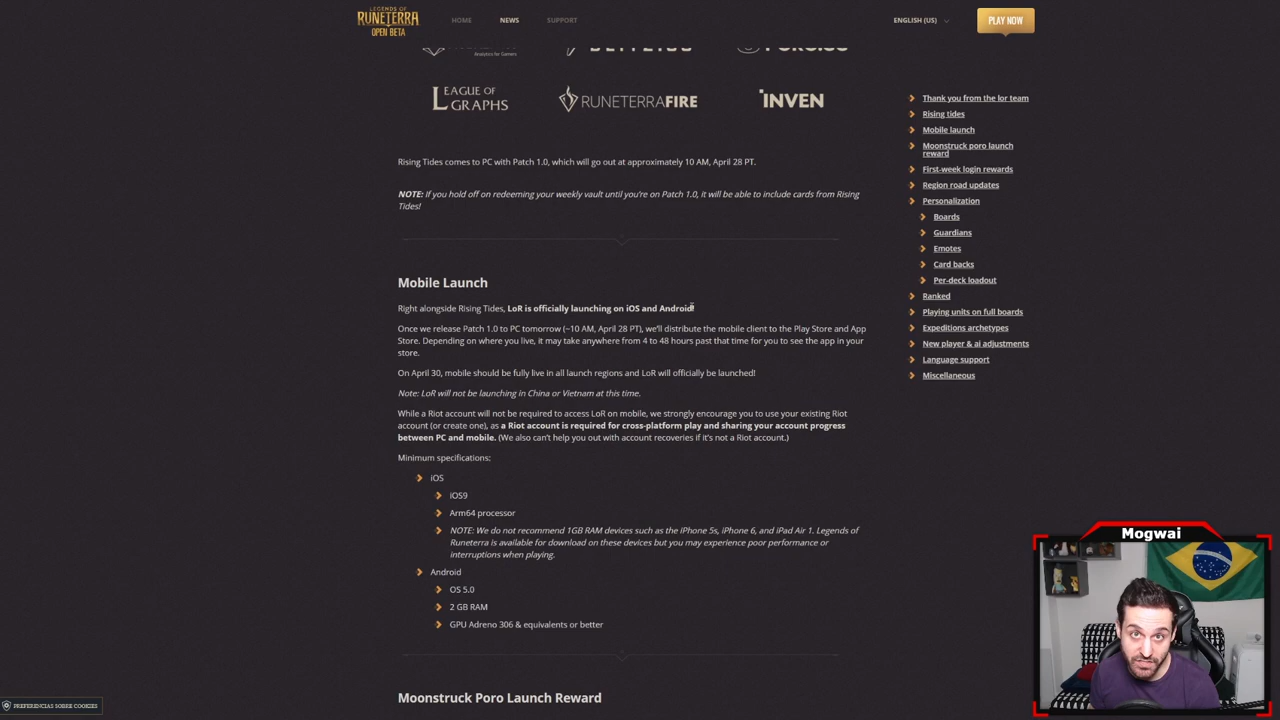 LEGENDS OF
RUNETERRA
OPEN BETA
HOME
NEWS
SUPPORT
ENGLISH (US)
PLAY NOW
Analytics for Gamers
LEAGUE OF
GRAPHS
RUNETERRAFIRE
INVEN
Rising Tides comes to PC with Patch 1.0, which will go out at approximately 10 AM, April 28 PT.
NOTE: If you hold off on redeeming your weekly vault until you're on Patch 1.0, it will be able to include cards from Rising
Tides!
Mobile Launch
Right alongside Rising Tides, LoR is officially launching on iOS and Android!
Once we release Patch 1.0 to PC tomorrow (~10 AM, April 28 PT), we'll distribute the mobile client to the Play Store and App
Store. Depending on where you live, it may take anywhere from 4 to 48 hours past that time for you to see the app in your
store.
On April 30, mobile should be fully live in all launch regions and LoR will officially be launched!
Note: LoR will not be launching in China or Vietnam at this time.
While a Riot account will not be required to access LoR on mobile, we strongly encourage you to use your existing Riot
account (or create one), as a Riot account is required for cross-platform play and sharing your account progress
between PC and mobile. (We also can't help you out with account recoveries if it's not a Riot account.)
Minimum specifications:
iOS
IOS9
Arm64 processor
NOTE: We do not recommend 1GB RAM devices such as the iPhone 5s, iPhone 6, and iPad Air 1. Legends of
Runeterra is available for download on these devices but you may experience poor performance or
interruptions when playing.
Android
OS 5.0
2 GB RAM
GPU Adreno 306 & equivalents or better
Moonstruck Poro Launch Reward
Thank you from the lor team
Rising tides
Mobile launch
Moonstruck poro launch
reward
First-week login rewards
Region road updates
Personalization
Boards
Guardians
Emotes
Card backs
Per-deck loadout
Ranked
Playing units on full boards
Expeditions archetypes
New player & ai adjustments
Language support
Miscellaneous
Mogwai
PREFERENCIAS SOBRE COOKIES